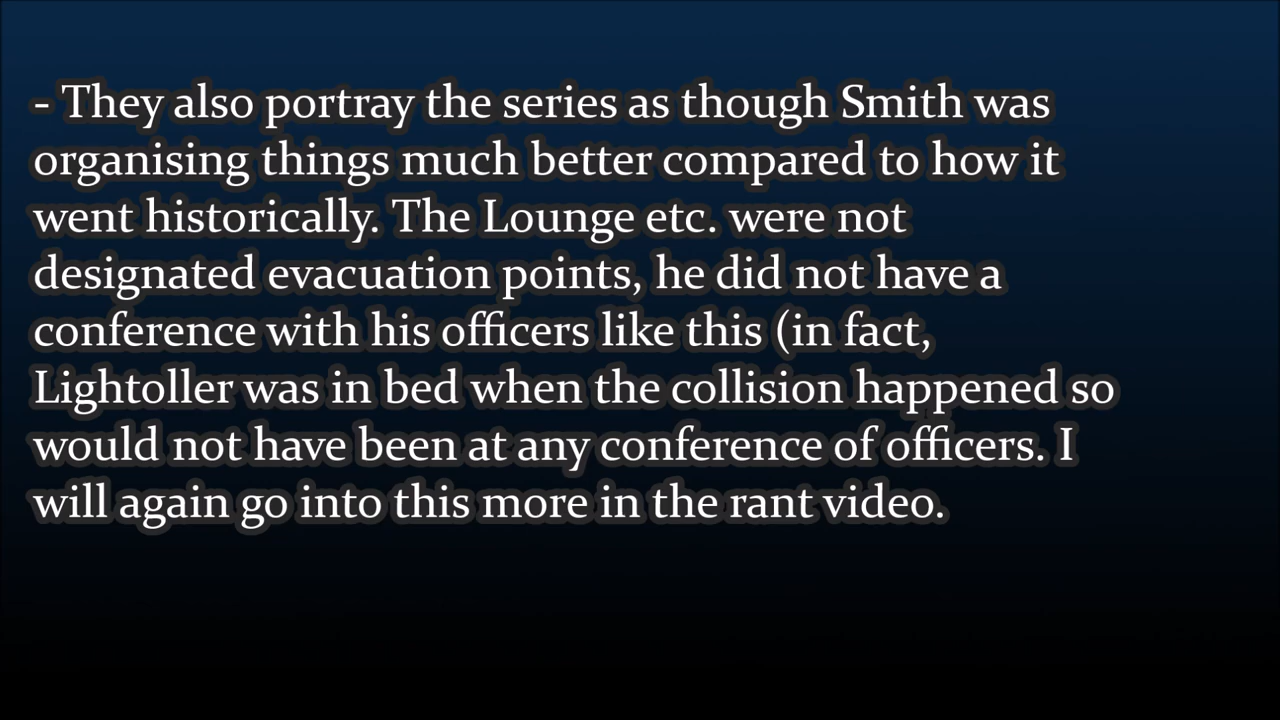 - They also portray the series as though Smith was
organising things much better compared to how it
went historically. The Lounge etc. were not
designated evacuation points, he did not have a
conference with his officers like this (in fact,
Lightoller was in bed when the collision happened so
would not have been at any conference of officers. I
will again go into this more in the rant video.